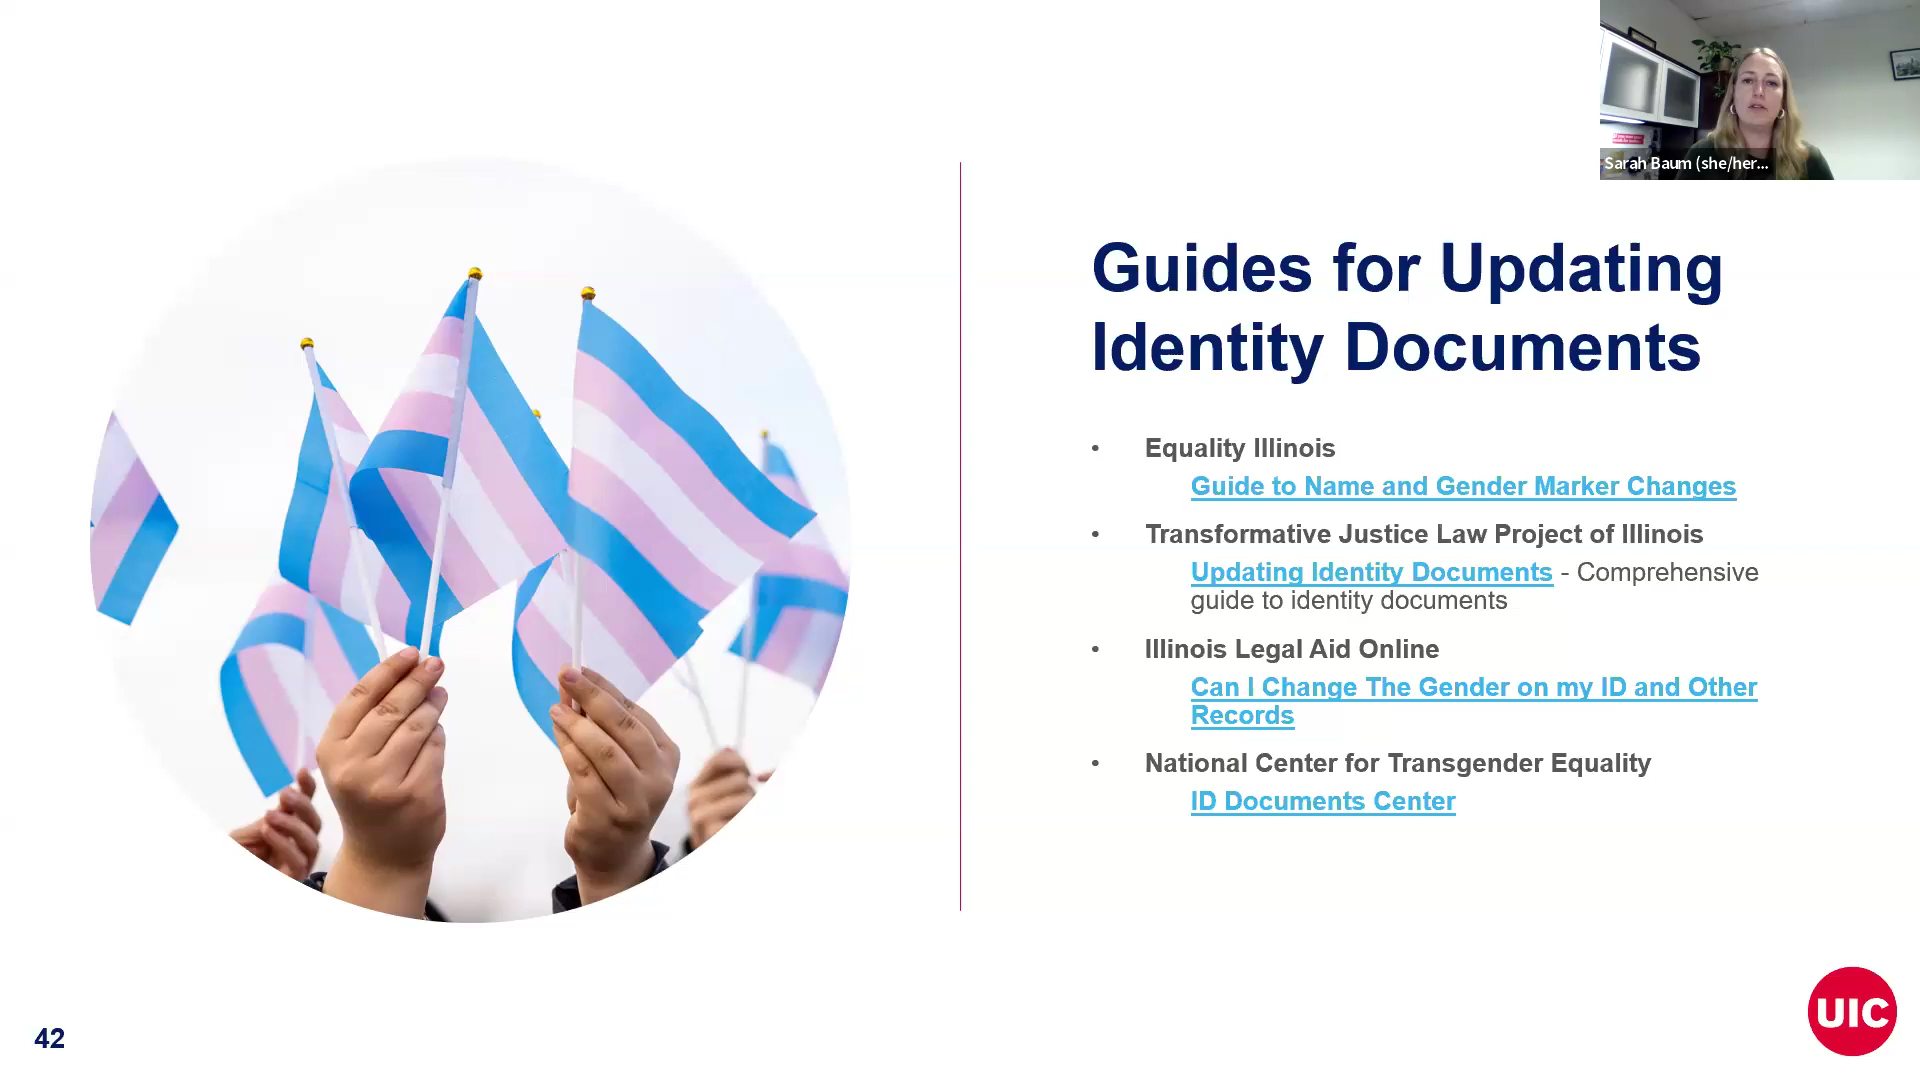 Sarah Baum (she/her...
Guides for Updating
Identity Documents
• Equality Illinois
Guide to Name and Gender Marker Changes
• Transformative Justice Law Project of Illinois
Updating Identity Documents - Comprehensive
guide to identity documents
• Illinois Legal Aid Online
Can I Change The Gender on my ID and Other
Records
• National Center for Transgender Equality
ID Documents Center
42
UIC